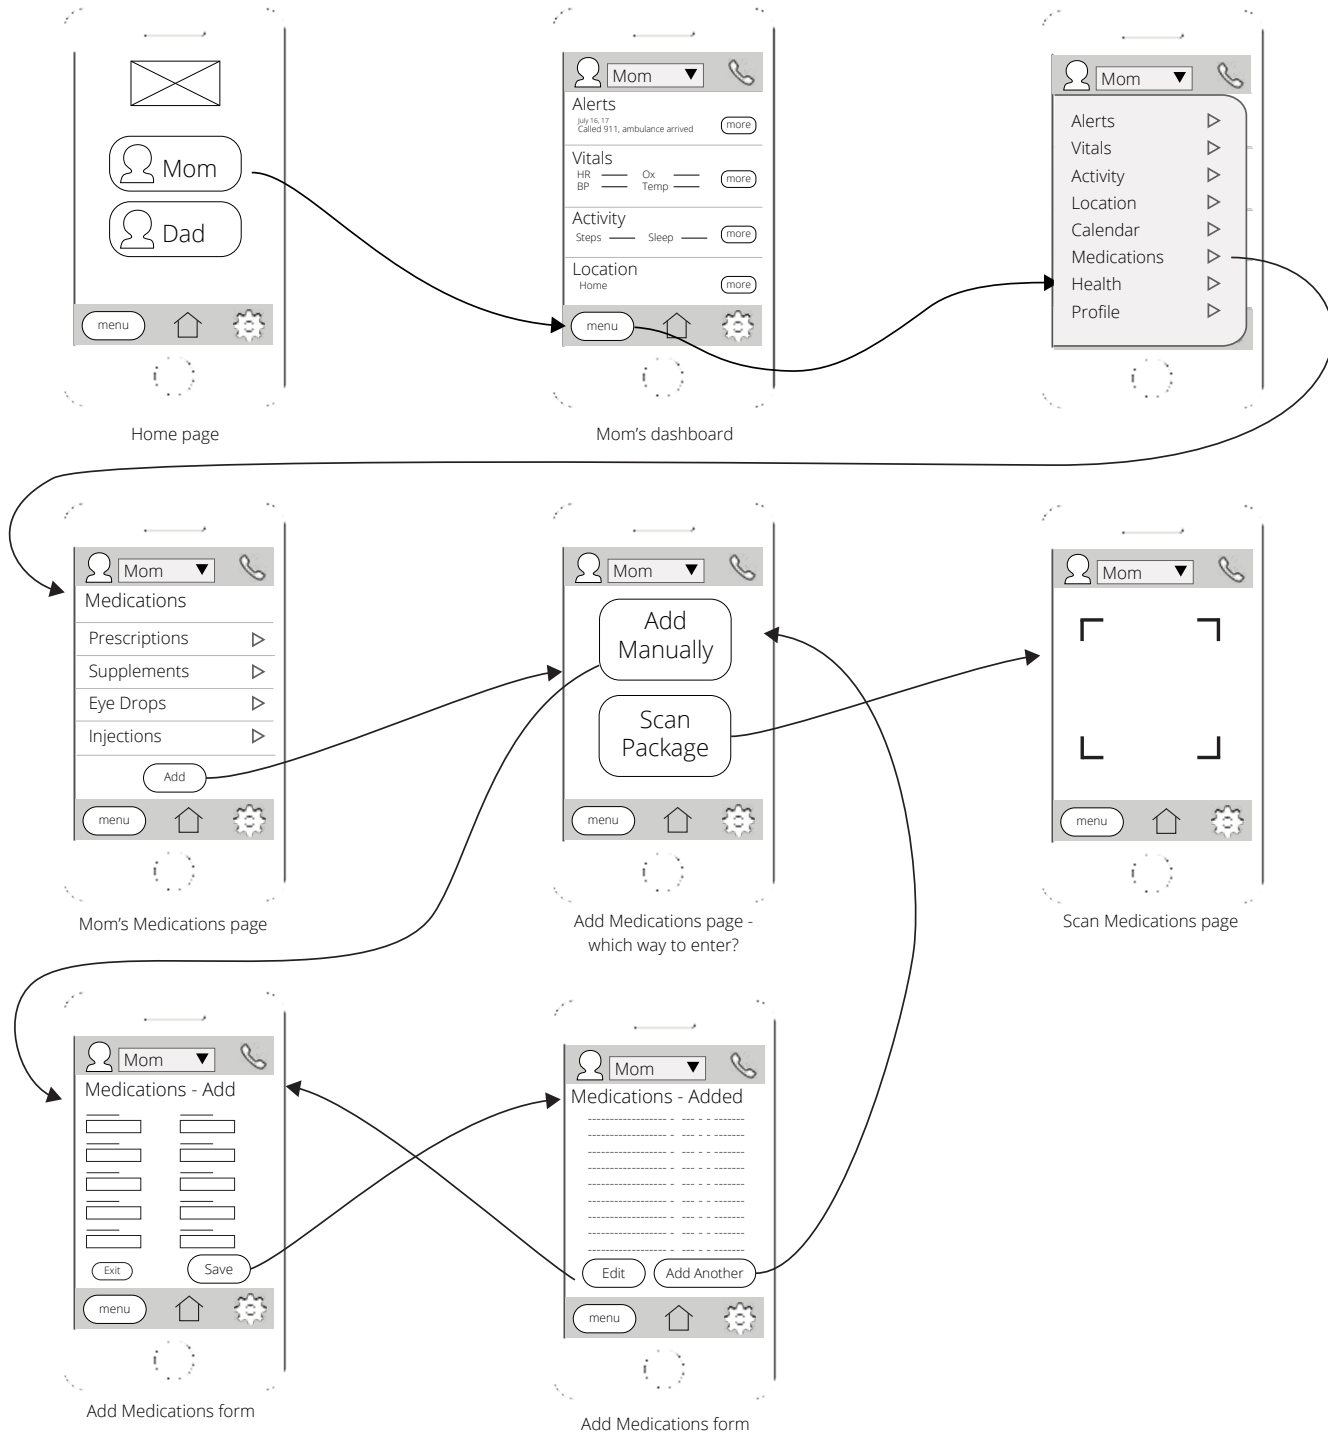 Mom
Dad
menu
Home page
Mom
Alerts
July 16, 17
Called 911, ambulance arrived
more
Vitals
HR
Ox
BP
Temp
more
Activity
Steps
Sleep
more
Location
Home
more
menu
Mom's dashboard
Mom
Alerts
Vitals
Activity
Location
Calendar
Medications
Health
Profile
Mom
Medications
Prescriptions
Supplements
Eye Drops
Injections
Add
menu
Mom's Medications page
Mom
Add
Manually
Scan
Package
menu
Add Medications page -
which way to enter?
Mom
menu
Scan Medications page
Mom
Medications - Add
Exit
Save
menu
Add Medications form
Mom
Medications - Added
Edit
Add Another
menu
Add Medications form